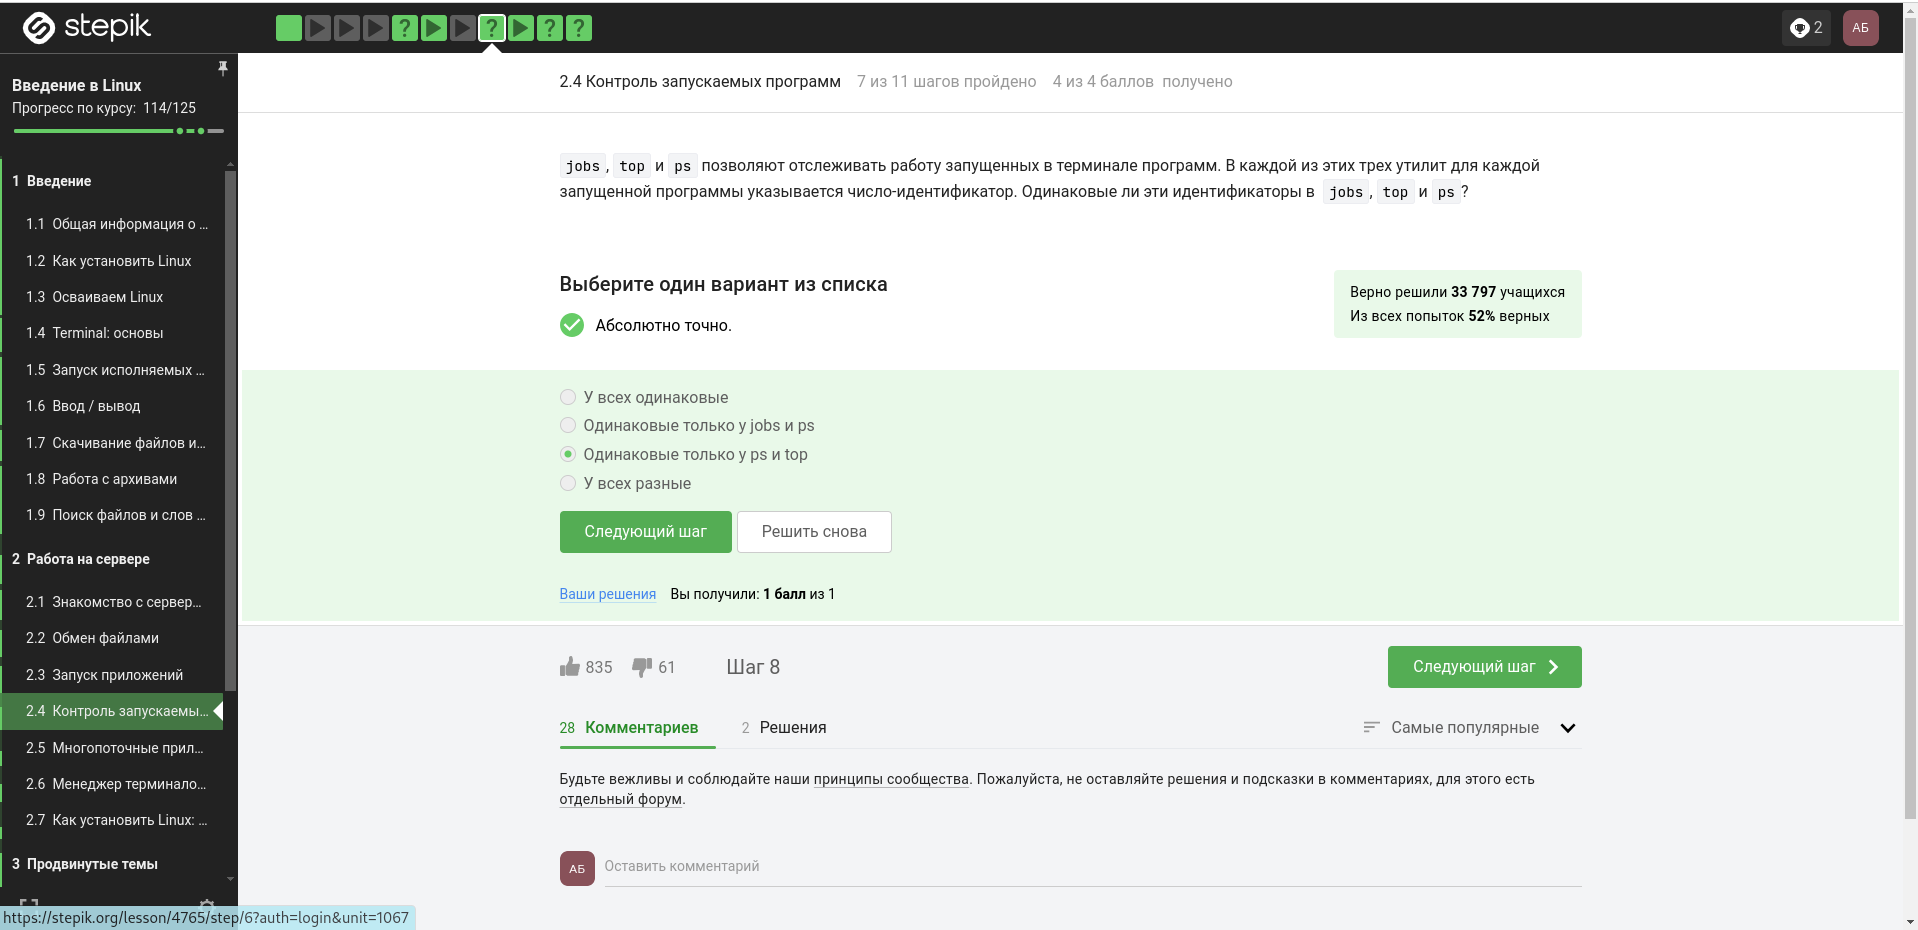 stepik
? ? ? ? ?
2
АБ
Введение в Linux
Прогресс по курсу: 114/125
1 Введение
1.1 Общая информация о ...
1.2 Как установить Linux
1.3 Осваиваем Linux
1.4 Terminal: основы
1.5 Запуск исполняемых ...
1.6 Ввод / вывод
1.7 Скачивание файлов и...
1.8 Работа с архивами
1.9 Поиск файлов и слов ...
2 Работа на сервере
2.1 Знакомство с сервер...
2.2 Обмен файлами
2.3 Запуск приложений
2.4 Контроль запускаемы...
2.5 Многопоточные прил...
2.6 Менеджер терминало...
2.7 Как установить Linux: ...
3 Продвинутые темы
https://stepik.org/lesson/4765/step/6?auth=login&unit=1067
2.4 Контроль запускаемых программ 7 из 11 шагов пройдено 4 из 4 баллов получено
jobs, top и ps позволяют отслеживать работу запущенных в терминале программ. В каждой из этих трех утилит для каждой
запущенной программы указывается число-идентификатор. Одинаковые ли эти идентификаторы в jobs, top и ps?
Выберите один вариант из списка
Абсолютно точно.
Верно решили 33 797 учащихся
Из всех попыток 52% верных
У всех одинаковые
Одинаковые только у jobs и ps
Одинаковые только у ps и top
У всех разные
Следующий шаг Решить снова
Ваши решения Вы получили: 1 балл из 1
835 61 Шаг 8 Следующий шаг
28 Комментариев 2 Решения Самые популярные
Будьте вежливы и соблюдайте наши принципы сообщества. Пожалуйста, не оставляйте решения и подсказки в комментариях, для этого есть
отдельный форум.
АБ Оставить комментарий